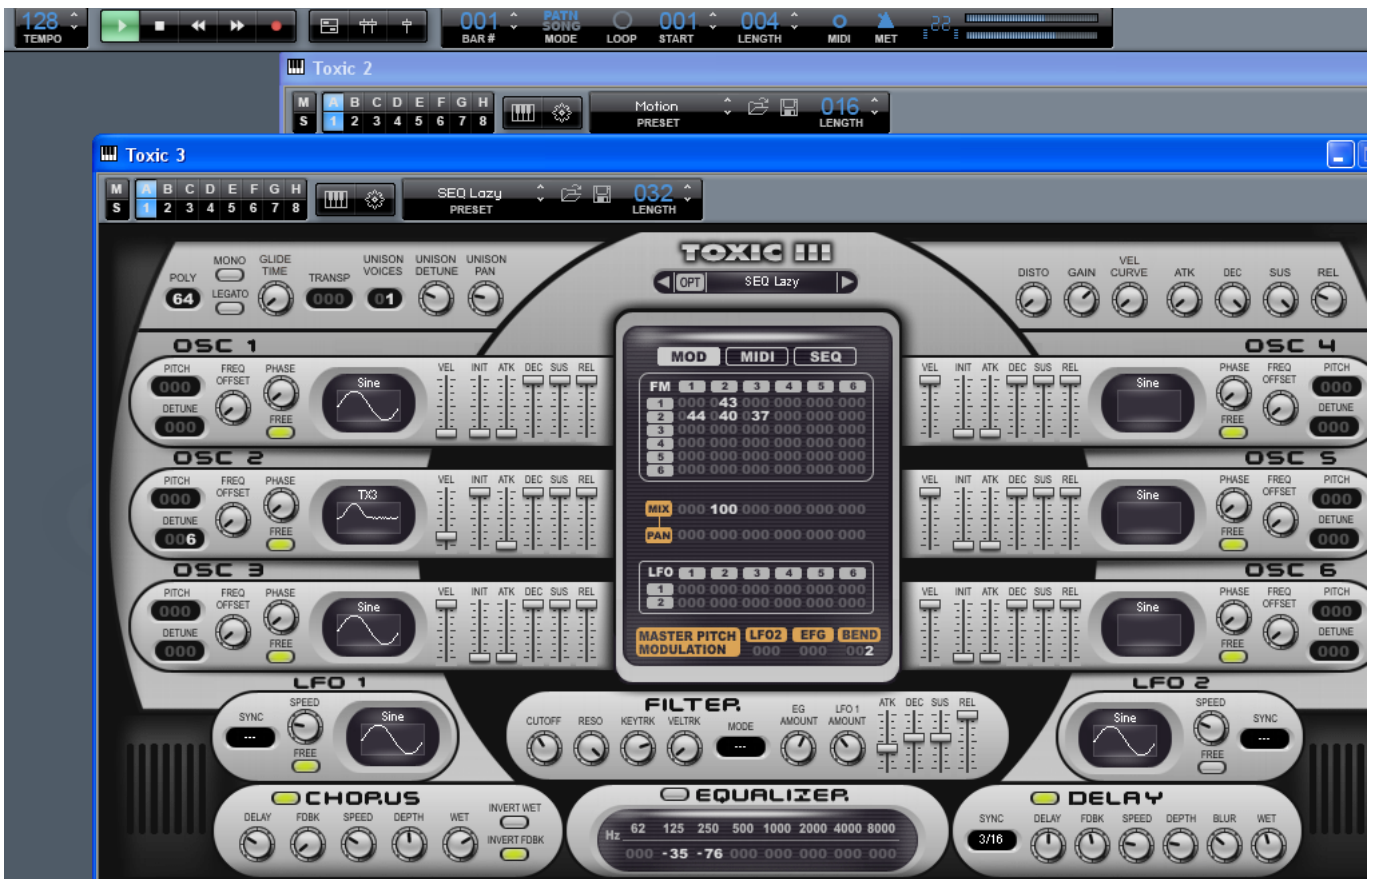 128 TEMPO
001 BAR #
PATN SONG MODE
LOOP
001 START
004 LENGTH
MIDI
MET
22
Toxic 2
M A B C D E F G H
S 1 2 3 4 5 6 7 8
Motion PRESET
016 LENGTH
Toxic 3
M A B C D E F G H
S 1 2 3 4 5 6 7 8
SEQ Lazy PRESET
032 LENGTH
TOXIC III
OPT SEQ Lazy
POLY 64
MONO
LEGATO
GLIDE TIME
TRANSP 000
UNISON VOICES 01
UNISON DETUNE
UNISON PAN
DISTO GAIN VEL CURVE ATK DEC SUS REL
OSC 1
PITCH 000
DETUNE 000
FREQ OFFSET
PHASE
FREE
Sine
VEL INIT ATK DEC SUS REL
OSC 2
PITCH 000
DETUNE 006
FREQ OFFSET
PHASE
FREE
TX3
VEL INIT ATK DEC SUS REL
OSC 3
PITCH 000
DETUNE 000
FREQ OFFSET
PHASE
FREE
Sine
VEL INIT ATK DEC SUS REL
MOD MIDI SEQ
FM 1 2 3 4 5 6
1 000 043 000 000 000 000
2 044 040 037 000 000 000
3 000 000 000 000 000 000
4 000 000 000 000 000 000
5 000 000 000 000 000 000
6 000 000 000 000 000 000
MIX 000 100 000 000 000 000
PAN 000 000 000 000 000 000
LFO 1 2 3 4 5 6
1 000 000 000 000 000 000
2 000 000 000 000 000 000
MASTER PITCH MODULATION
LFO2 EFG BEND
000 000 002
OSC 4
VEL INIT ATK DEC SUS REL
Sine
PHASE
FREE
FREQ OFFSET
PITCH 000
DETUNE 000
OSC 5
VEL INIT ATK DEC SUS REL
Sine
PHASE
FREE
FREQ OFFSET
PITCH 000
DETUNE 000
OSC 6
VEL INIT ATK DEC SUS REL
Sine
PHASE
FREE
FREQ OFFSET
PITCH 000
DETUNE 000
LFO 1
SYNC ---
SPEED
FREE
Sine
FILTER
CUTOFF RESO KEYTRK VELTRK MODE EG AMOUNT LFO 1 AMOUNT ATK DEC SUS REL
---
LFO 2
Sine
SPEED
FREE
SYNC ---
CHORUS
DELAY FDBK SPEED DEPTH WET
INVERT WET
INVERT FDBK
EQUALIZER
Hz 62 125 250 500 1000 2000 4000 8000
000 -35 -76 000 000 000 000 000
DELAY
SYNC 3/16
DELAY FDBK SPEED DEPTH BLUR WET